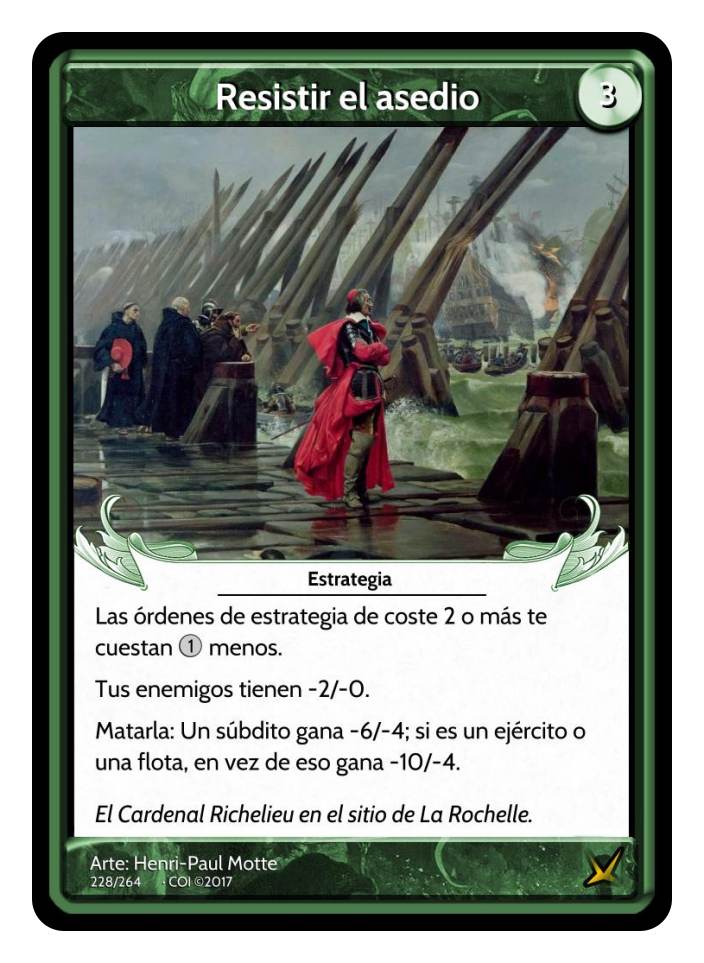 Resistir el asedio
3
Estrategia
Las órdenes de estrategia de coste 2 o más te
cuestan 1 menos.
Tus enemigos tienen -2/-0.
Matarla: Un súbdito gana -6/-4; si es un ejército o
una flota, en vez de eso gana -10/-4.
El Cardenal Richelieu en el sitio de La Rochelle.
Arte: Henri-Paul Motte
228/264 · COI ©2017